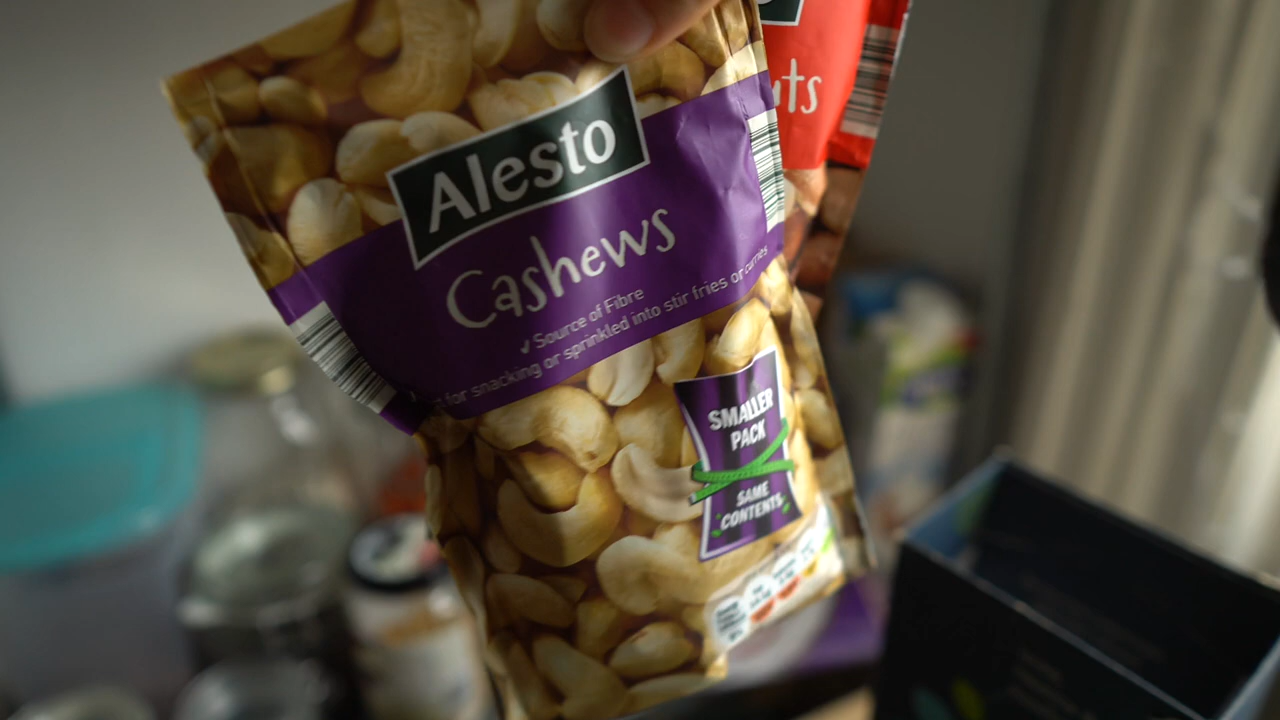 Alesto
Cashews
✓ Source of Fibre
for snacking or sprinkled into stir fries or curries
SMALLER
PACK
SAME
CONTENTS
uts